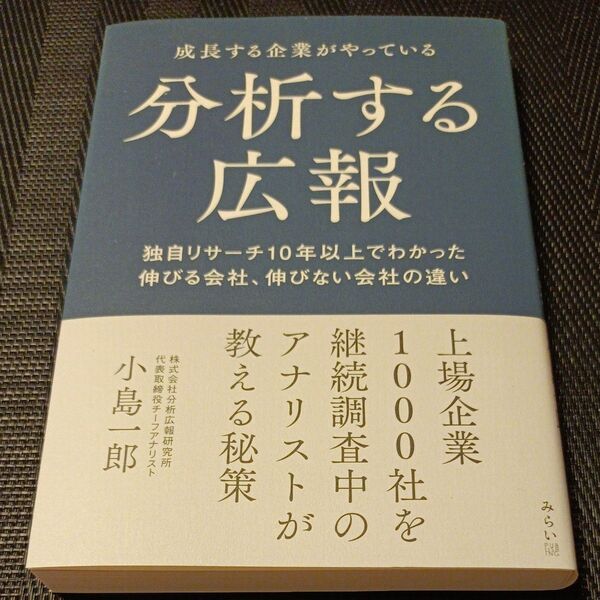 成長する企業がやっている
分析する
広報
独自リサーチ10年以上でわかった
伸びる会社、伸びない会社の違い
上場企業
1000社を
継続調査中の
アナリストが
教える秘策
株式会社分析広報研究所
代表取締役チーフアナリスト
小島一郎
みらい
PUB
LISH
ING